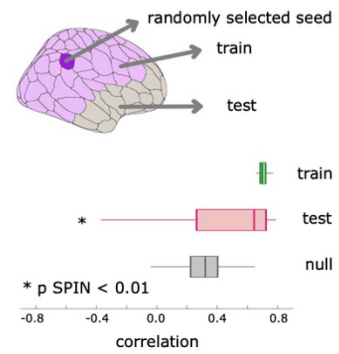 randomly selected seed
train
test
train
*
test
null
* p SPIN < 0.01
-0.8 -0.4 0.0 0.4 0.8
correlation